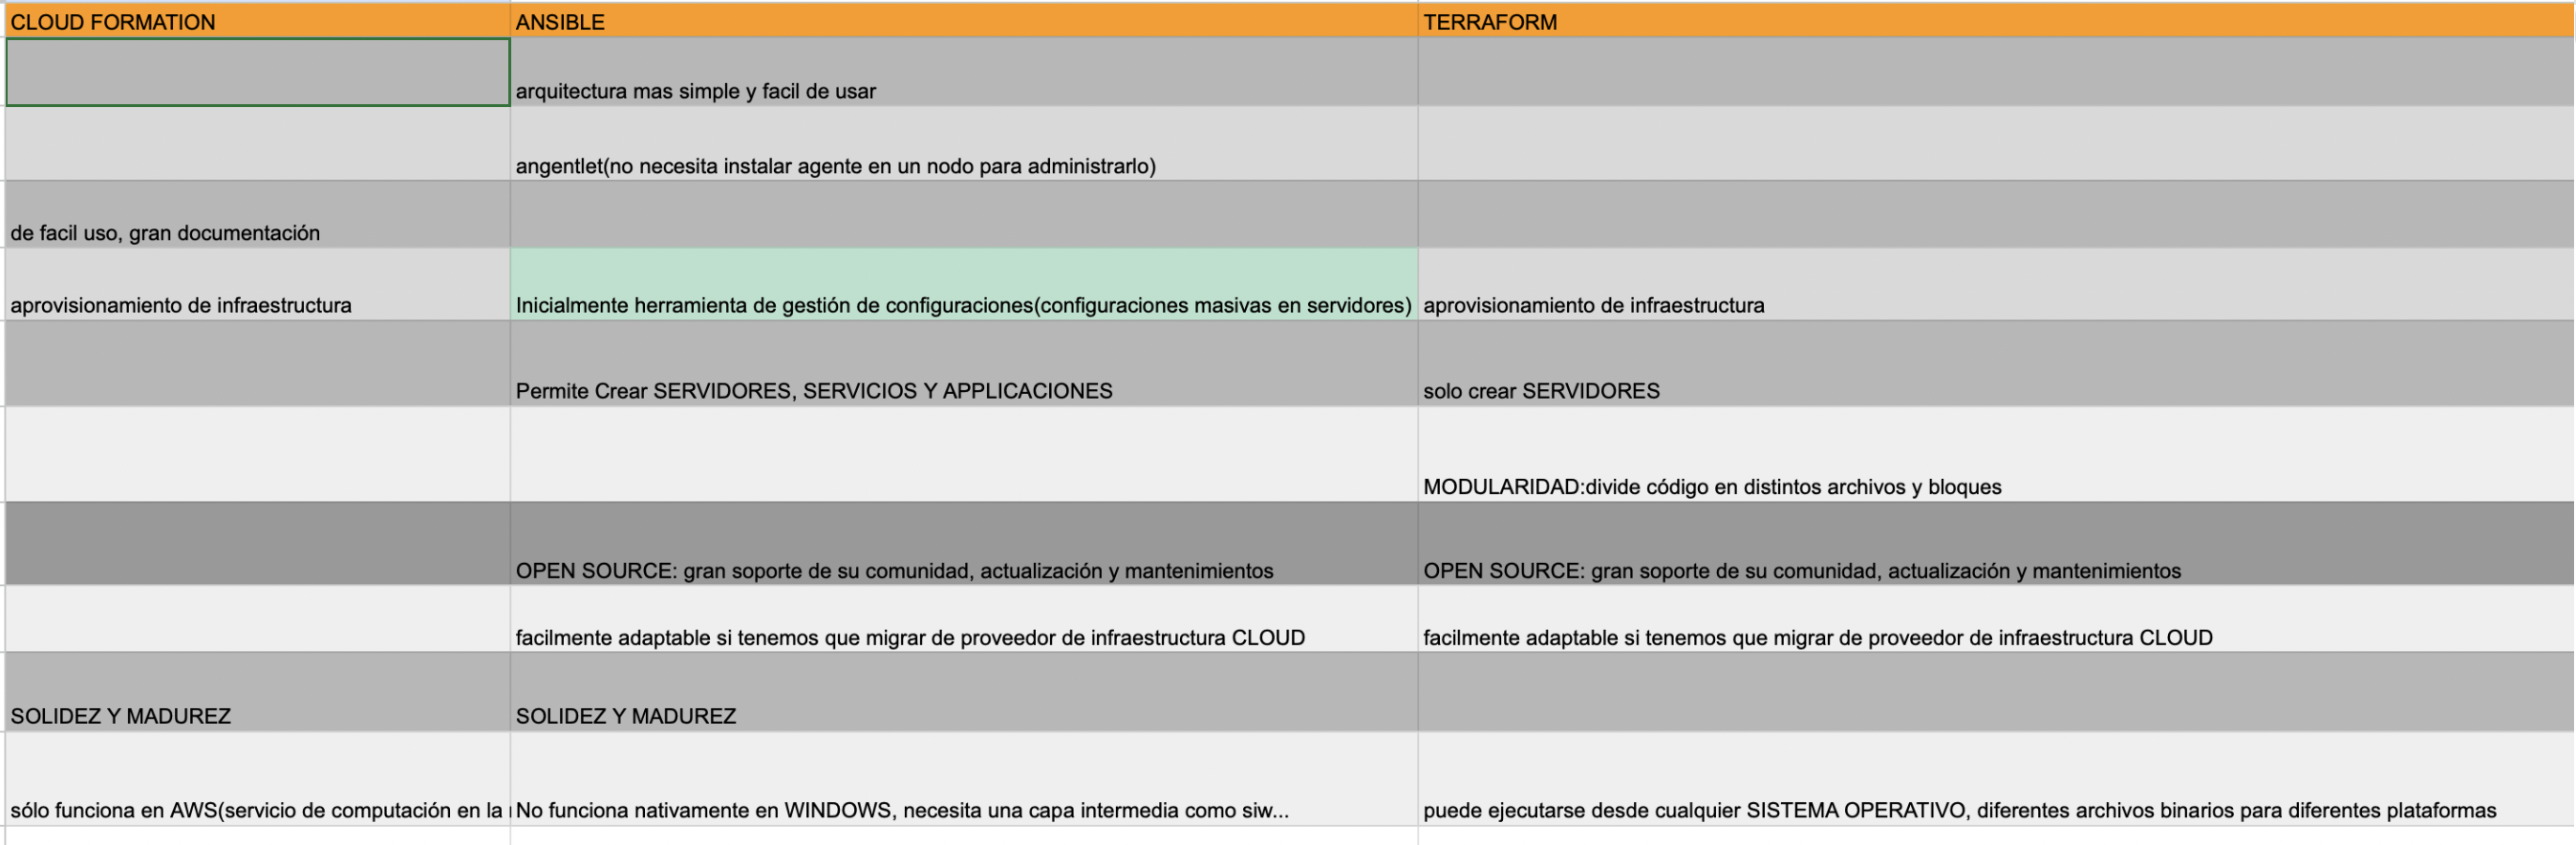 CLOUD FORMATION
ANSIBLE
TERRAFORM
arquitectura mas simple y facil de usar
angentlet(no necesita instalar agente en un nodo para administrarlo)
de facil uso, gran documentación
aprovisionamiento de infraestructura
Inicialmente herramienta de gestión de configuraciones(configuraciones masivas en servidores)
aprovisionamiento de infraestructura
Permite Crear SERVIDORES, SERVICIOS Y APPLICACIONES
solo crear SERVIDORES
MODULARIDAD:divide código en distintos archivos y bloques
OPEN SOURCE: gran soporte de su comunidad, actualización y mantenimientos
OPEN SOURCE: gran soporte de su comunidad, actualización y mantenimientos
facilmente adaptable si tenemos que migrar de proveedor de infraestructura CLOUD
facilmente adaptable si tenemos que migrar de proveedor de infraestructura CLOUD
SOLIDEZ Y MADUREZ
SOLIDEZ Y MADUREZ
sólo funciona en AWS(servicio de computación en la
No funciona nativamente en WINDOWS, necesita una capa intermedia como siw...
puede ejecutarse desde cualquier SISTEMA OPERATIVO, diferentes archivos binarios para diferentes plataformas